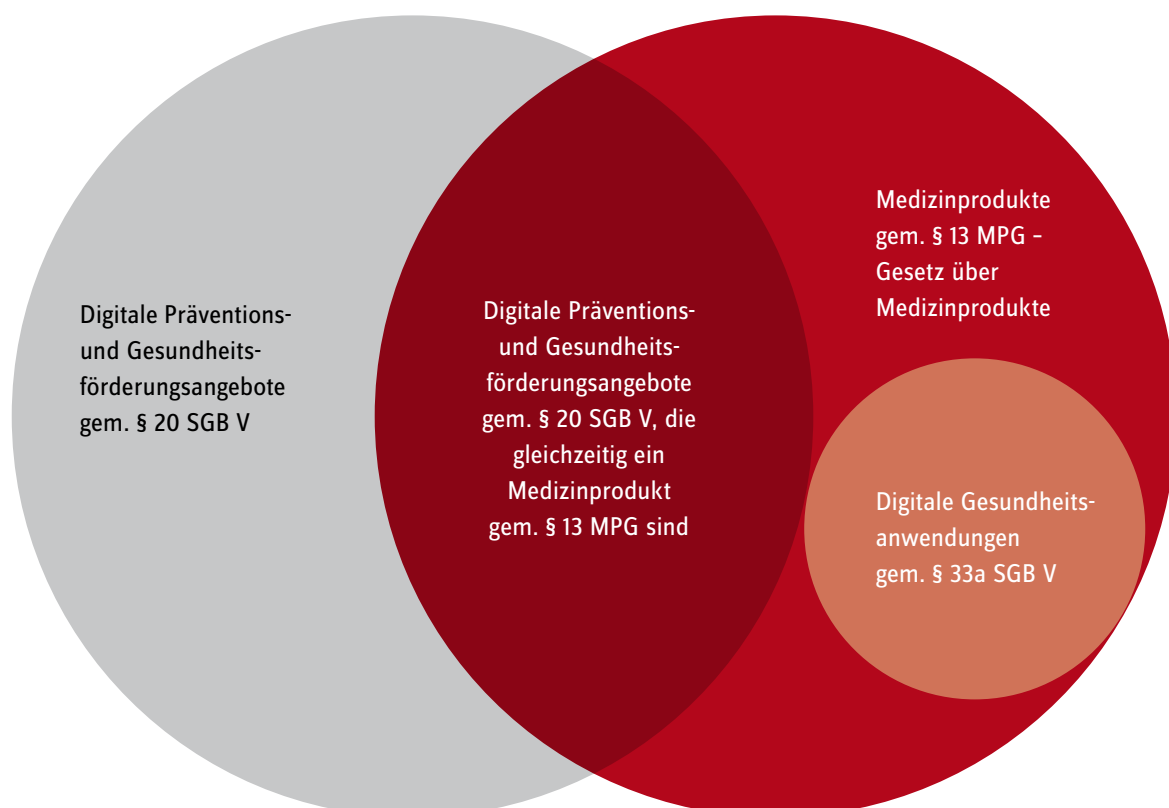 Digitale Präventions-
und Gesundheits-
förderungsangebote
gem. § 20 SGB V
Digitale Präventions-
und Gesundheits-
förderungsangebote
gem. § 20 SGB V, die
gleichzeitig ein
Medizinprodukt
gem. § 13 MPG sind
Medizinprodukte
gem. § 13 MPG –
Gesetz über
Medizinprodukte
Digitale Gesundheits-
anwendungen
gem. § 33a SGB V